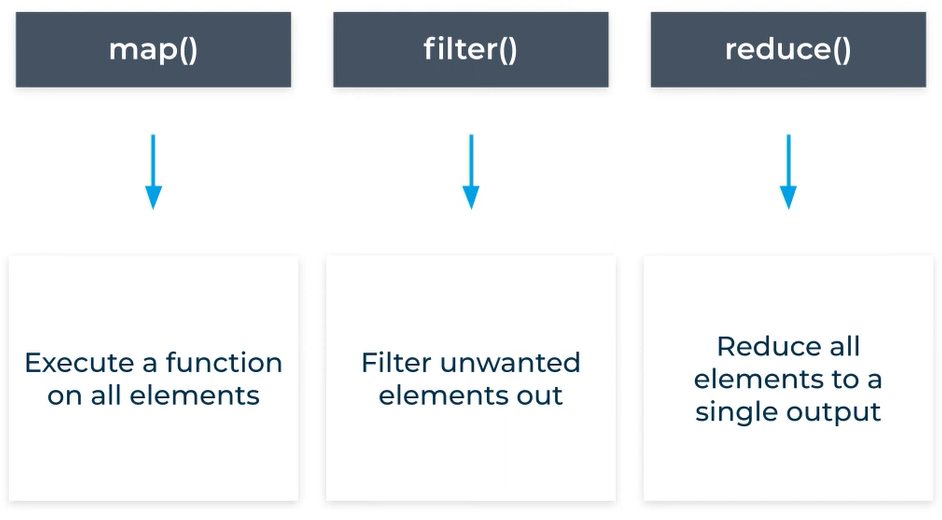 map()
filter()
reduce()
Execute a function
on all elements
Filter unwanted
elements out
Reduce all
elements to a
single output